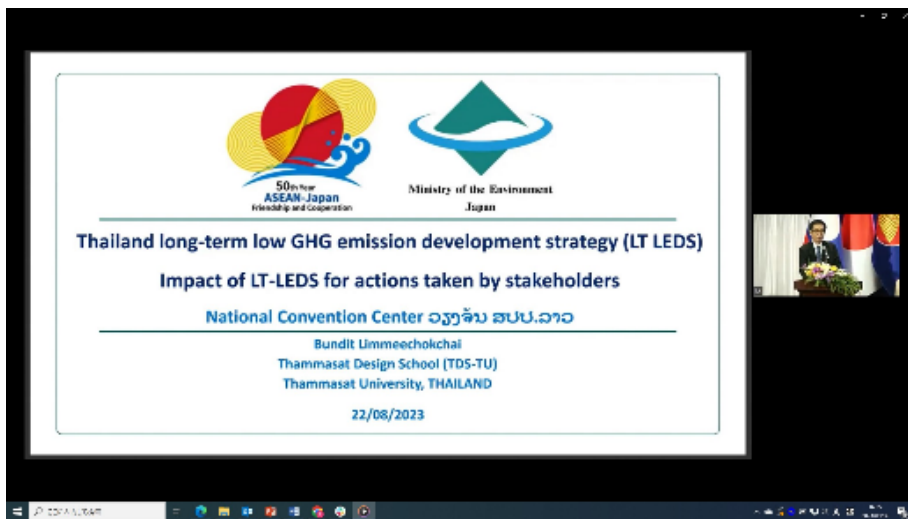 50th Year
ASEAN-Japan
Friendship and Cooperation
Ministry of the Environment
Japan
Thailand long-term low GHG emission development strategy (LT LEDS)
Impact of LT-LEDS for actions taken by stakeholders
National Convention Center ວຽງຈັນ ສປປ.ລາວ
Bundit Limmeechokchai
Thammasat Design School (TDS-TU)
Thammasat University, THAILAND
22/08/2023